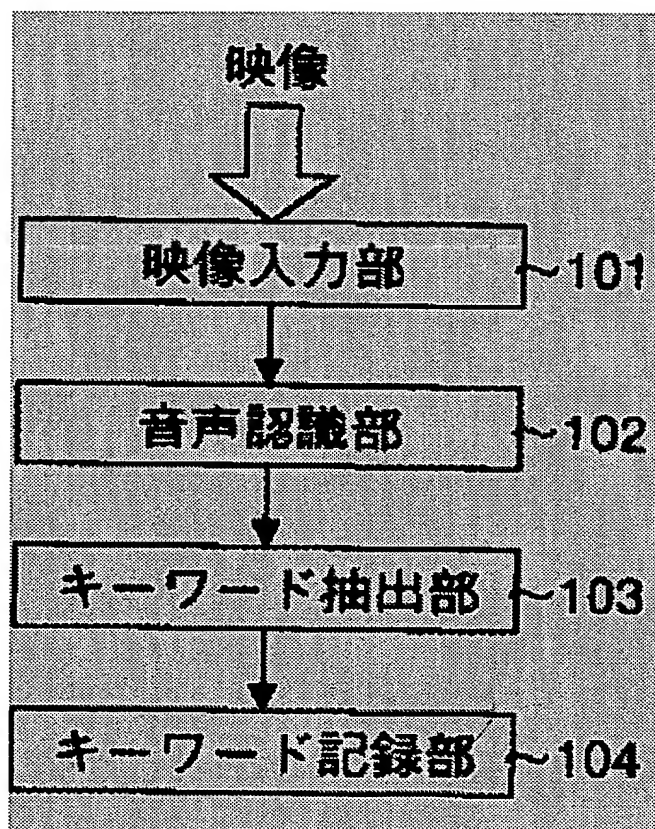 映像
映像入力部 ~101
音声認識部 ~102
キーワード抽出部 ~103
キーワード記録部 ~104